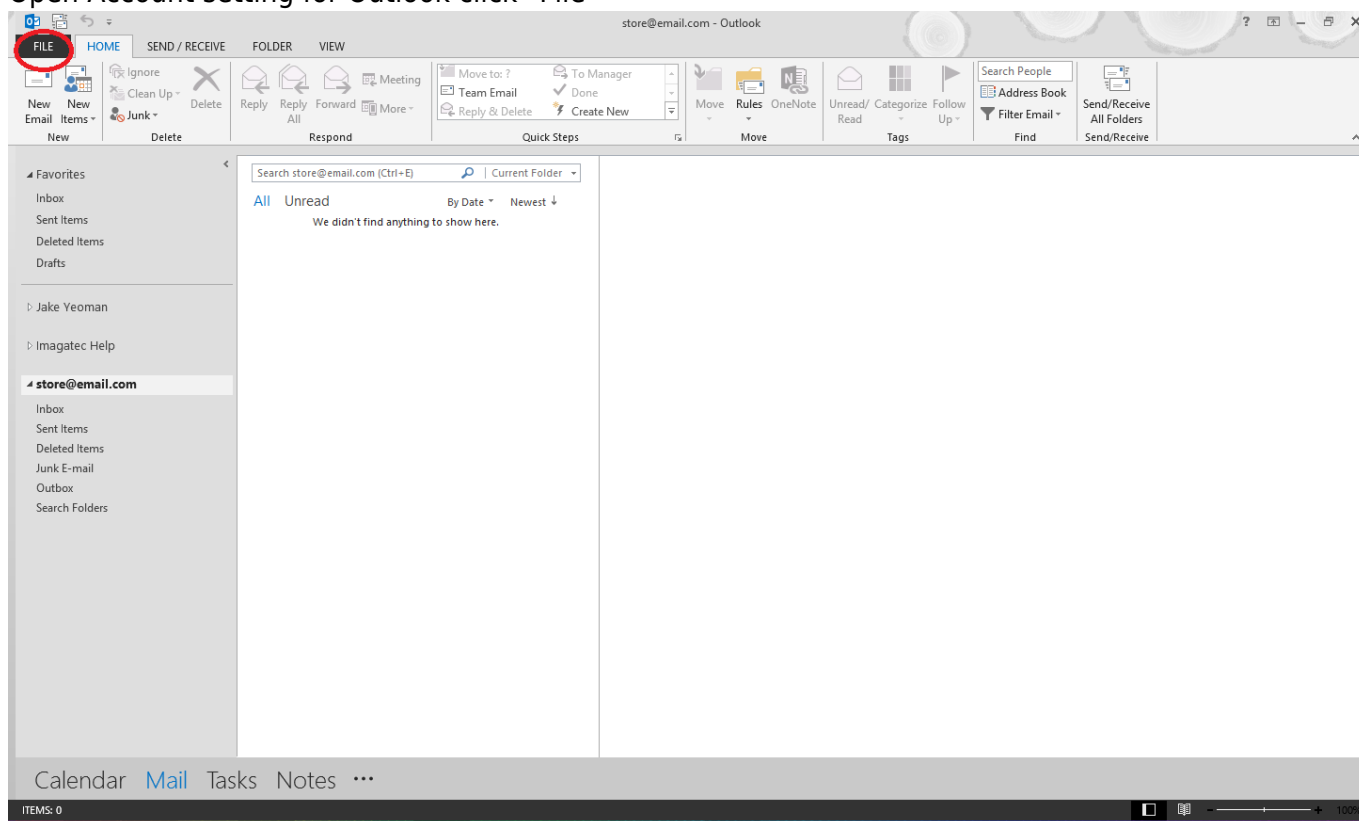 Open Account Setting for Outlook click "File"
store@email.com - Outlook
?
FILE HOME SEND / RECEIVE FOLDER VIEW
New Email
New Items
Ignore
Clean Up
Junk
Delete
Reply
Reply All
Forward
Meeting
More
Move to: ?
Team Email
Reply & Delete
To Manager
Done
Create New
Move
Rules
OneNote
Unread/ Read
Categorize
Follow Up
Search People
Address Book
Filter Email
Send/Receive All Folders
New
Delete
Respond
Quick Steps
Move
Tags
Find
Send/Receive
Favorites
Inbox
Sent Items
Deleted Items
Drafts
Jake Yeoman
Imagatec Help
store@email.com
Inbox
Sent Items
Deleted Items
Junk E-mail
Outbox
Search Folders
Search store@email.com (Ctrl+E)
Current Folder
All Unread
By Date Newest
We didn't find anything to show here.
Calendar Mail Tasks Notes ···
ITEMS: 0
100%